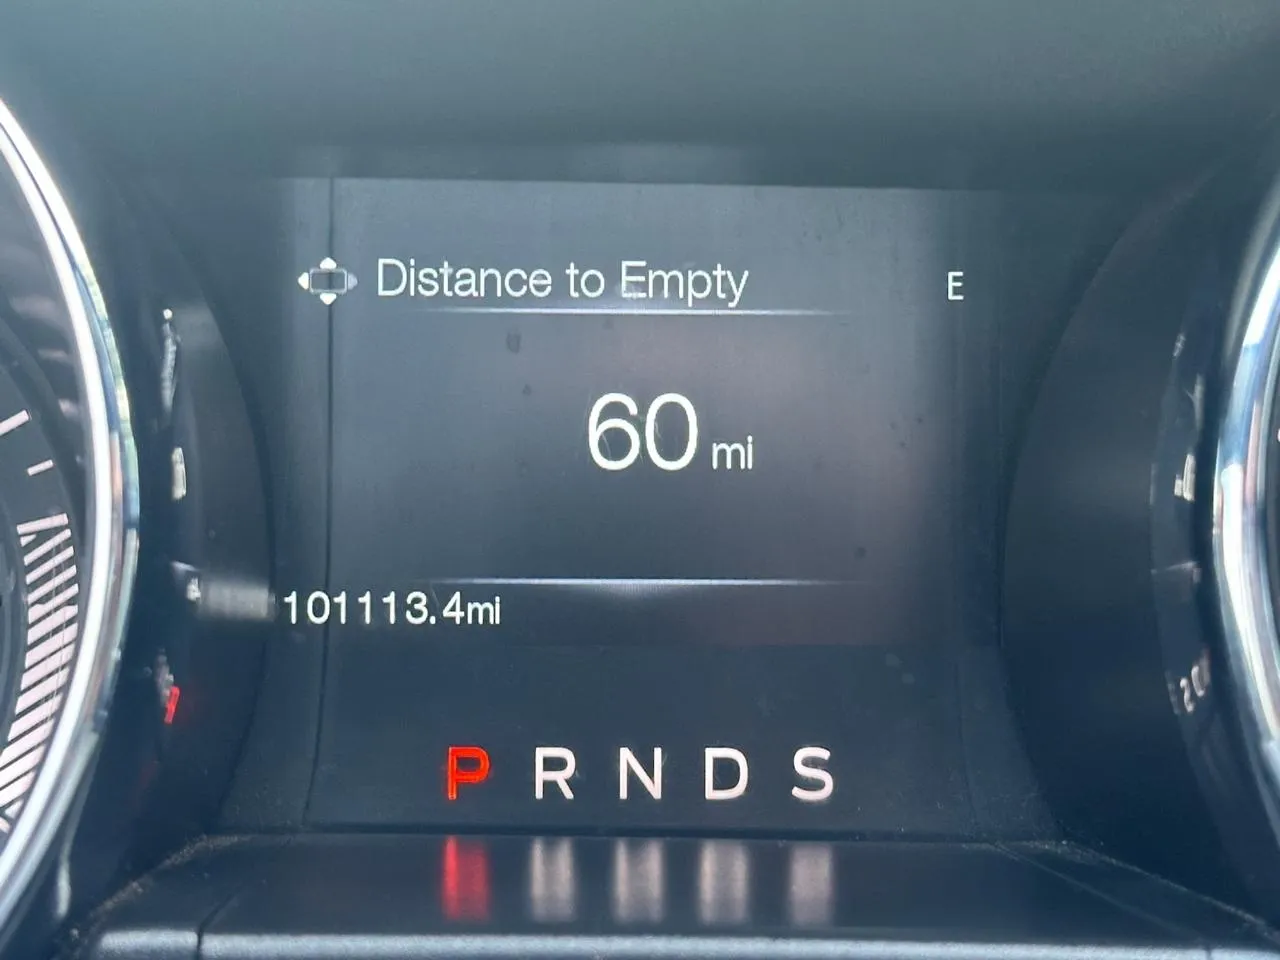 Distance to Empty E
60 mi
101113.4mi
P R N D S